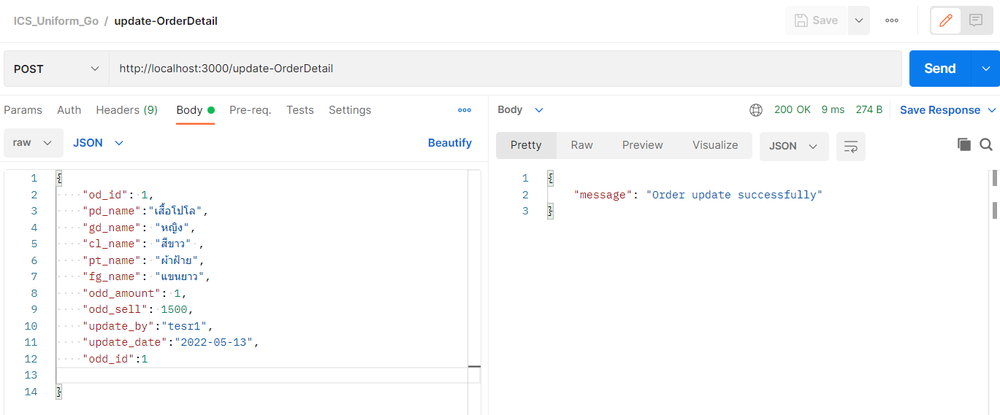 ICS_Uniform_Go / update-OrderDetail
Save
POST
http://localhost:3000/update-OrderDetail
Send
Params Auth Headers (9) Body Pre-req. Tests Settings
raw JSON Beautify
1 {
2 "od_id": 1,
3 "pd_name":"เสื้อโปโล",
4 "gd_name": "หญิง",
5 "cl_name": "สีขาว" ,
6 "pt_name": "ผ้าฝ้าย",
7 "fg_name": "แขนยาว",
8 "odd_amount": 1,
9 "odd_sell": 1500,
10 "update_by":"tesr1",
11 "update_date":"2022-05-13",
12 "odd_id":1
13
14 }
Body 200 OK 9 ms 274 B Save Response
Pretty Raw Preview Visualize JSON
1 {
2 "message": "Order update successfully"
3 }